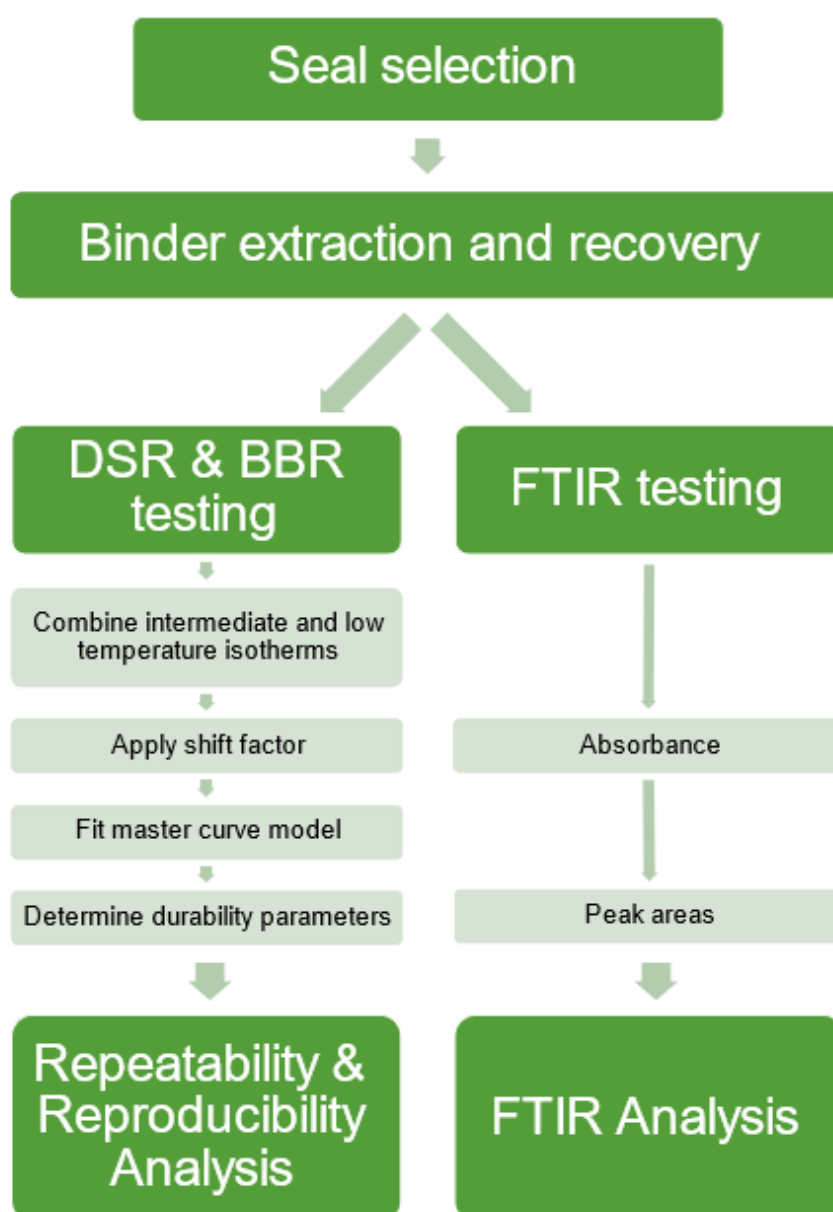 Seal selection
Binder extraction and recovery
DSR & BBR
testing
Combine intermediate and low
temperature isotherms
Apply shift factor
Fit master curve model
Determine durability parameters
Repeatability &
Reproducibility
Analysis
FTIR testing
Absorbance
Peak areas
FTIR Analysis